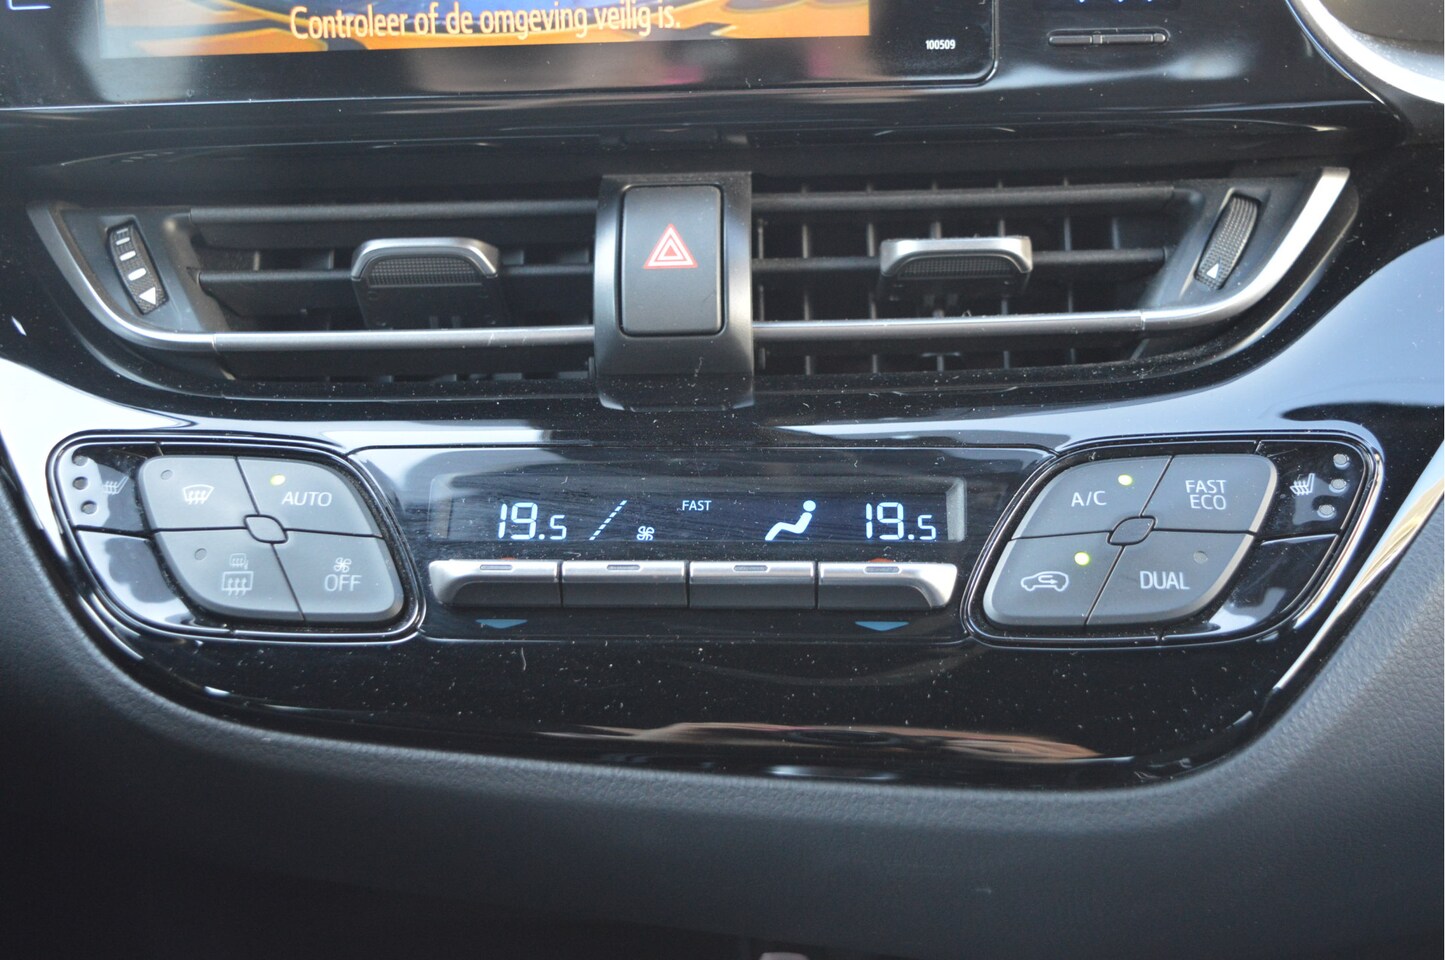 Controleer of de omgeving veilig is.
100509
AUTO
OFF
19.5
FAST
19.5
A/C
FAST
ECO
DUAL